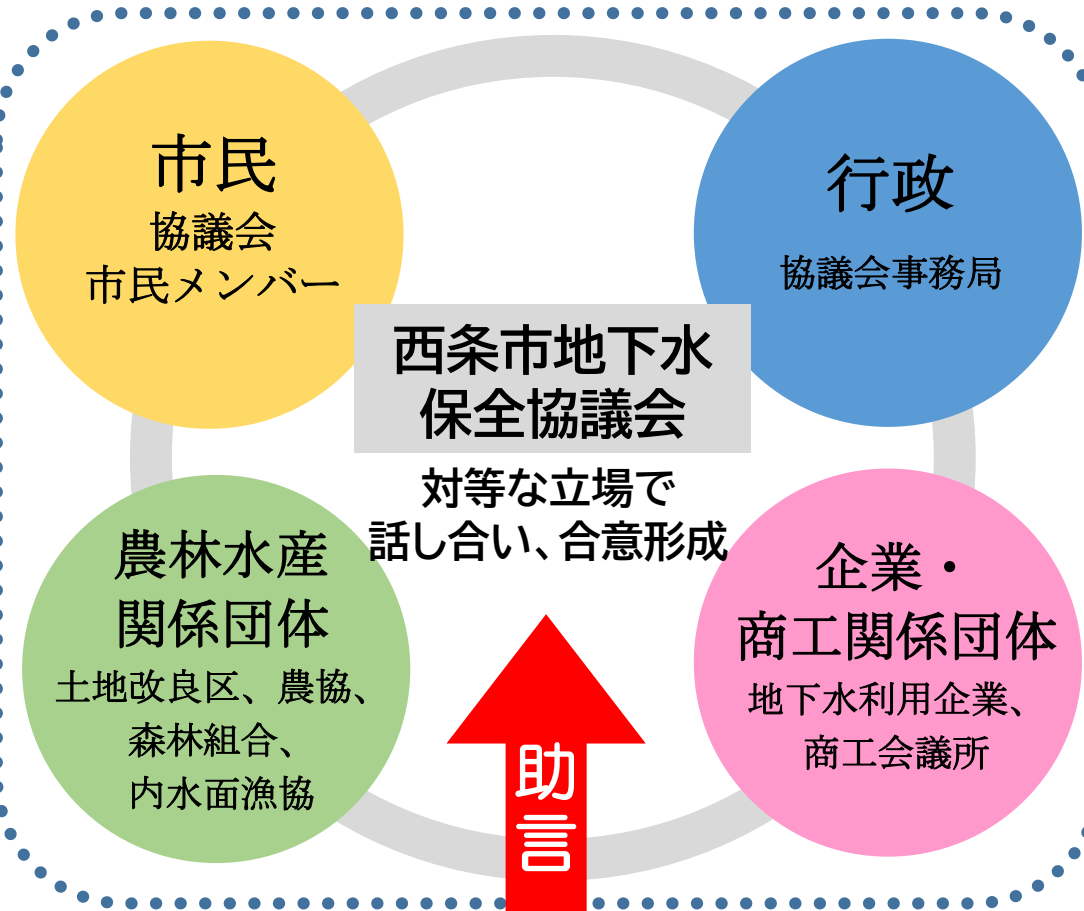 市民
協議会
市民メンバー
行政
協議会事務局
西条市地下水
保全協議会
対等な立場で
話し合い、合意形成
農林水産
関係団体
土地改良区、農協、
森林組合、
内水面漁協
企業・
商工関係団体
地下水利用企業、
商工会議所
助言